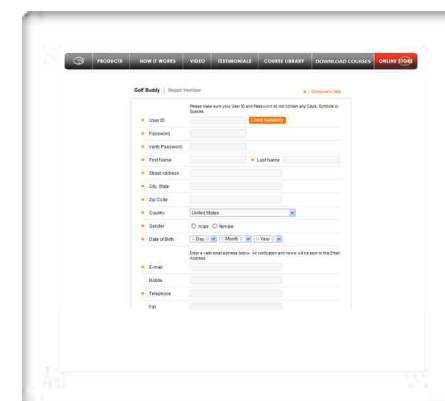 PRODUCTS HOW IT WORKS VIDEO TESTIMONIALS COURSE LIBRARY DOWNLOAD COURSES ONLINE STORE
Golf Buddy | Regist Member
Please make sure your User ID and Password do not contain any Caps, Symbols or
Spaces.
User ID Check Availability
Password
Verify Password
First Name Last Name
Street Address
City, State
Zip Code
Country United States
Gender male female
Date of Birth Day Month Year
Enter a valid email address below. All notification and news will be sent to this Email
Address.
E-mail
Mobile
Telephone
Fax